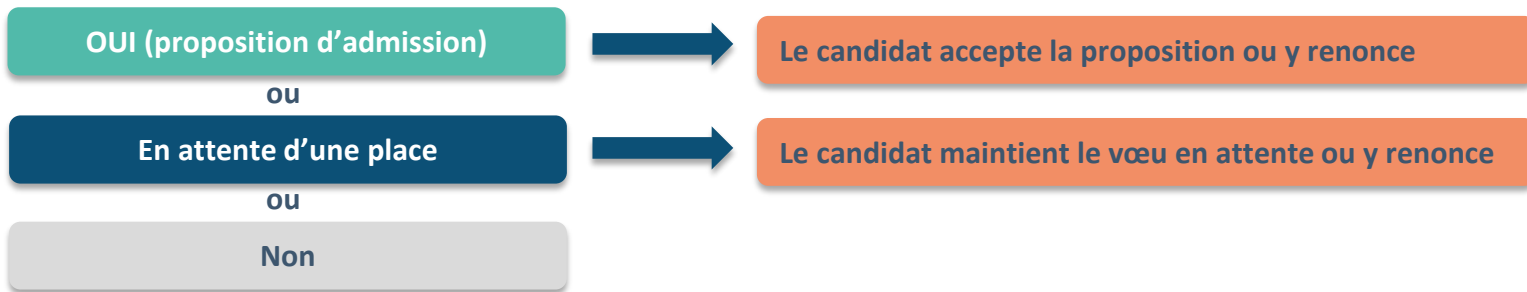 OUI (proposition d’admission)
Le candidat accepte la proposition ou y renonce
ou
En attente d’une place
Le candidat maintient le vœu en attente ou y renonce
ou
Non